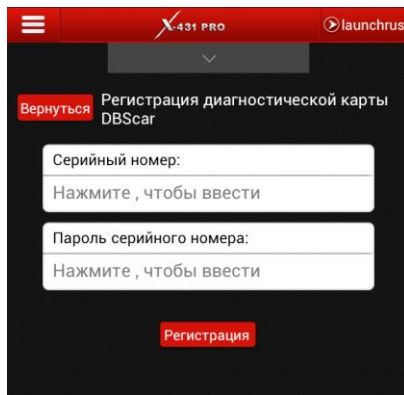 X-431 PRO
launchrus
Вернуться
Регистрация диагностической карты
DBScar
Серийный номер:
Нажмите , чтобы ввести
Пароль серийного номера:
Нажмите , чтобы ввести
Регистрация